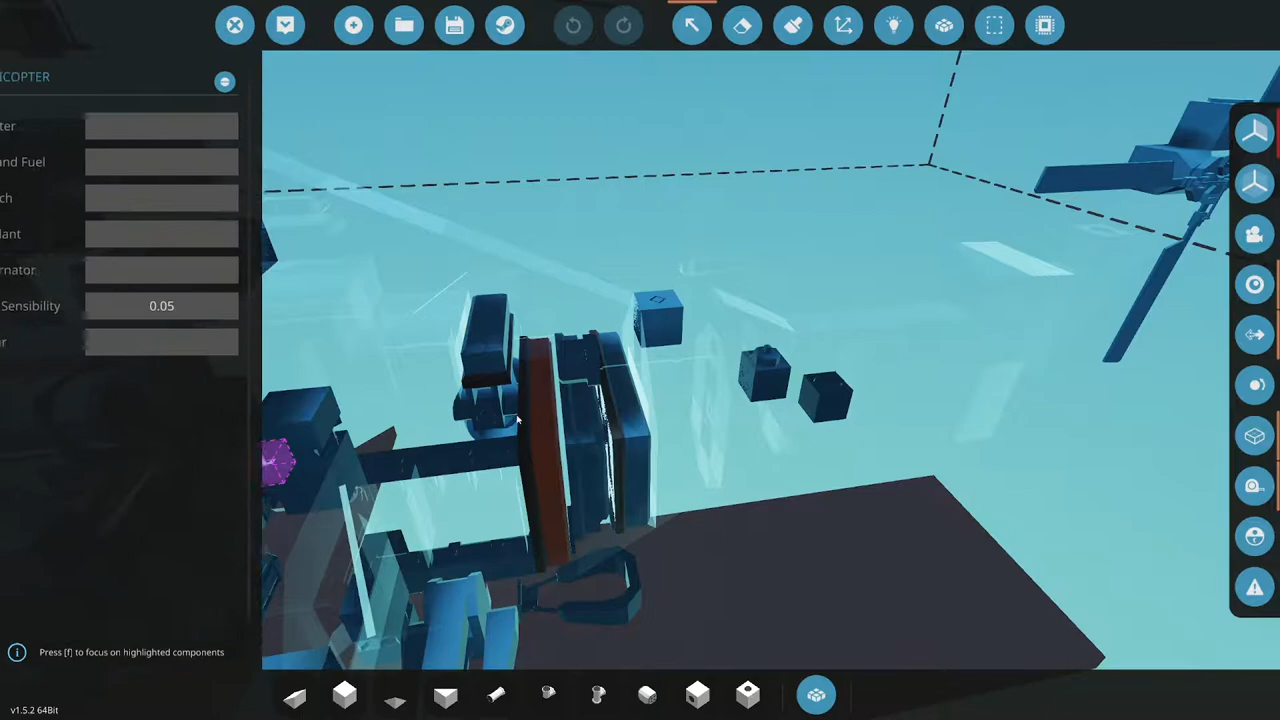 ICOPTER
ter
and Fuel
ch
lant
rnator
Sensibility 0.05
r
Press [f] to focus on highlighted components
v1.5.2 64Bit